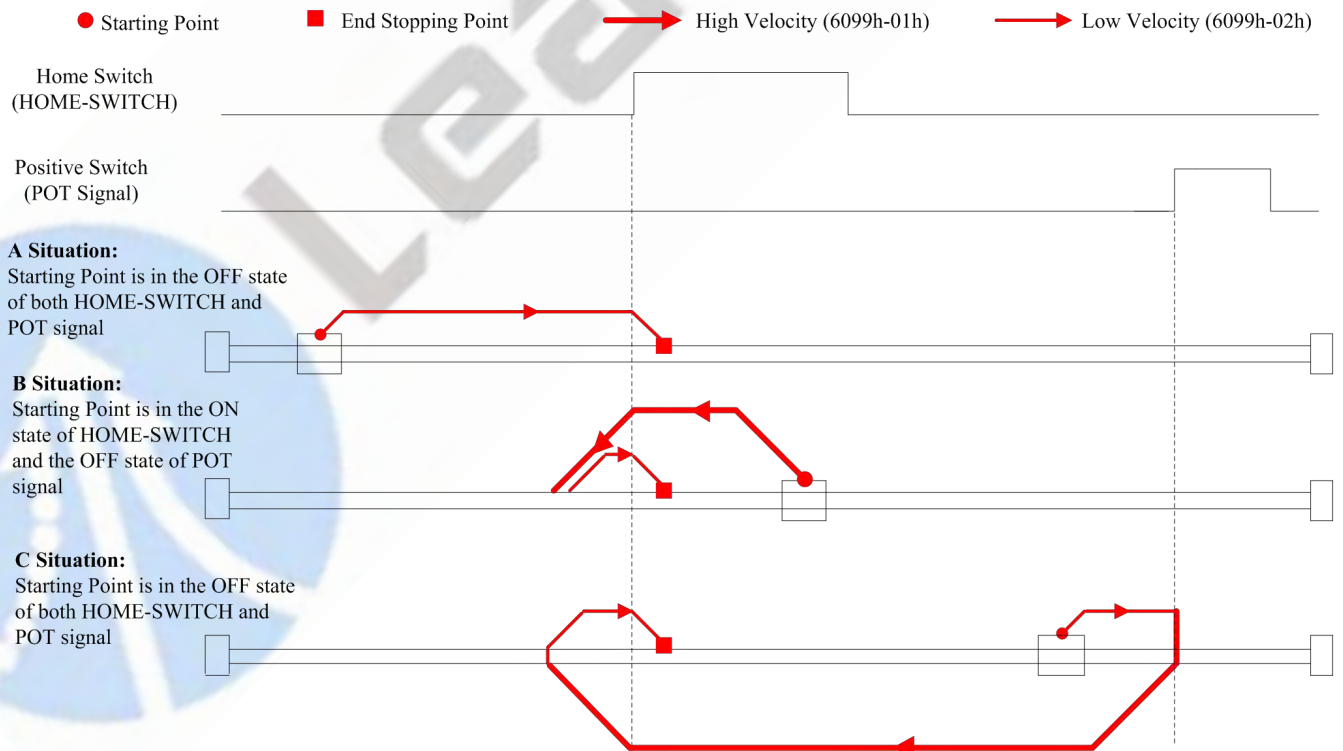 Starting Point
End Stopping Point
High Velocity (6099h-01h)
Low Velocity (6099h-02h)
Home Switch
(HOME-SWITCH)
Positive Switch
(POT Signal)
A Situation:
Starting Point is in the OFF state
of both HOME-SWITCH and
POT signal
B Situation:
Starting Point is in the ON
state of HOME-SWITCH
and the OFF state of POT
signal
C Situation:
Starting Point is in the OFF state
of both HOME-SWITCH and
POT signal
Lea